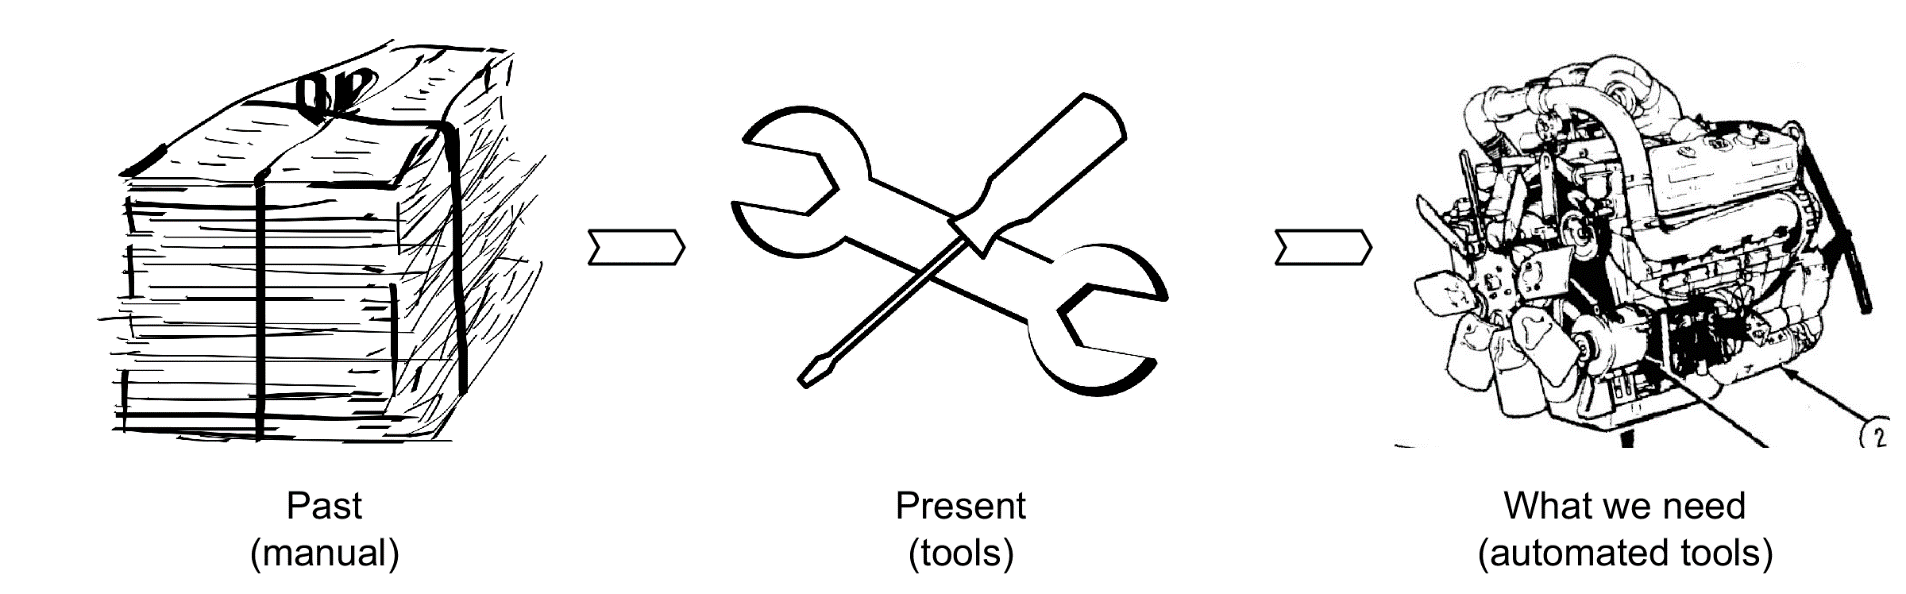 Past
(manual)
Present
(tools)
2
What we need
(automated tools)